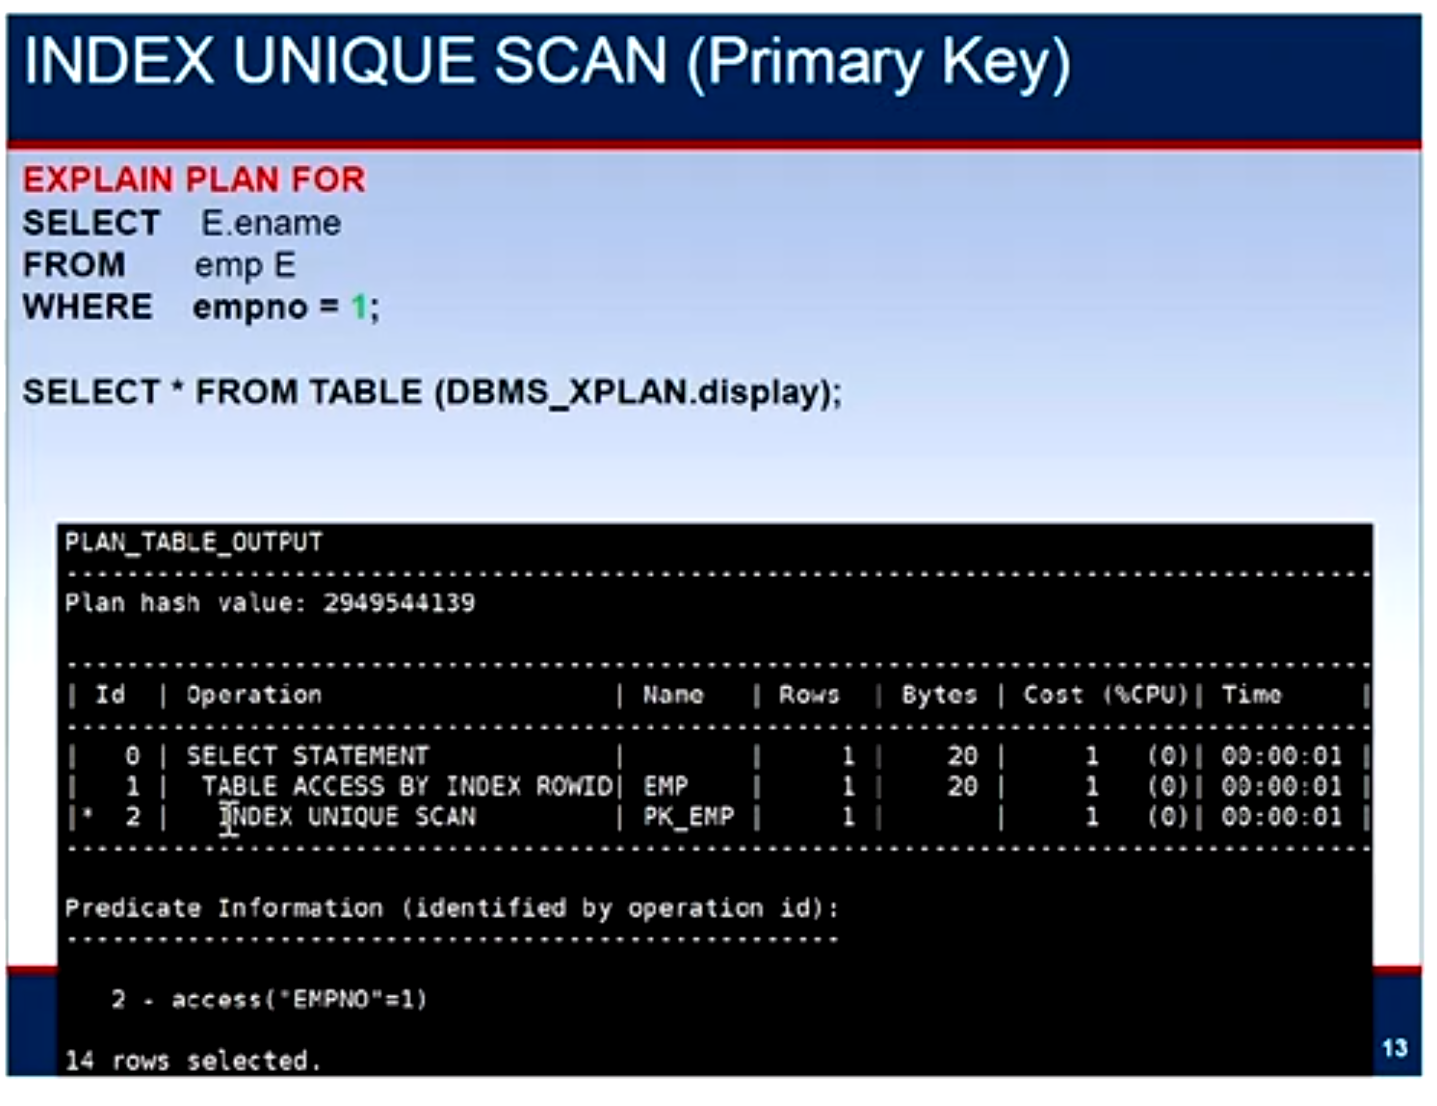 INDEX UNIQUE SCAN (Primary Key)
EXPLAIN PLAN FOR
SELECT E.ename
FROM emp E
WHERE empno = 1;
SELECT * FROM TABLE (DBMS_XPLAN.display);
PLAN_TABLE_OUTPUT
--------------------------------------------------------------------------------
Plan hash value: 2949544139
--------------------------------------------------------------------------------
| Id | Operation | Name | Rows | Bytes | Cost (%CPU)| Time |
--------------------------------------------------------------------------------
| 0 | SELECT STATEMENT | | 1 | 20 | 1 (0)| 00:00:01 |
| 1 | TABLE ACCESS BY INDEX ROWID| EMP | 1 | 20 | 1 (0)| 00:00:01 |
|* 2 | INDEX UNIQUE SCAN | PK_EMP | 1 | | 1 (0)| 00:00:01 |
--------------------------------------------------------------------------------
Predicate Information (identified by operation id):
---------------------------------------------------
2 - access("EMPNO"=1)
14 rows selected.
13